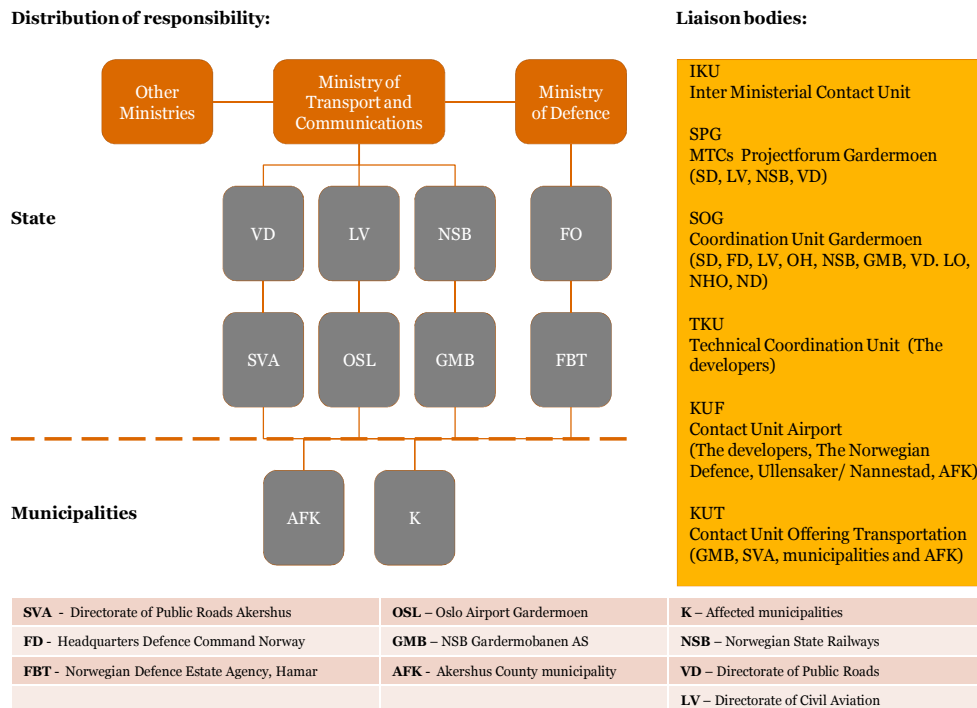 Distribution of responsibility:
Liaison bodies:
Other
Ministries
Ministry of
Transport and
Communications
Ministry
of Defence
State
VD
LV
NSB
FO
SVA
OSL
GMB
FBT
Municipalities
AFK
K
IKU
Inter Ministerial Contact Unit
SPG
MTCs Projectforum Gardermoen
(SD, LV, NSB, VD)
SOG
Coordination Unit Gardermoen
(SD, FD, LV, OH, NSB, GMB, VD. LO,
NHO, ND)
TKU
Technical Coordination Unit (The
developers)
KUF
Contact Unit Airport
(The developers, The Norwegian
Defence, Ullensaker/ Nannestad, AFK)
KUT
Contact Unit Offering Transportation
(GMB, SVA, municipalities and AFK)
SVA - Directorate of Public Roads Akershus
OSL – Oslo Airport Gardermoen
K – Affected municipalities
FD - Headquarters Defence Command Norway
GMB – NSB Gardermobanen AS
NSB – Norwegian State Railways
FBT - Norwegian Defence Estate Agency, Hamar
AFK - Akershus County municipality
VD – Directorate of Public Roads
LV – Directorate of Civil Aviation